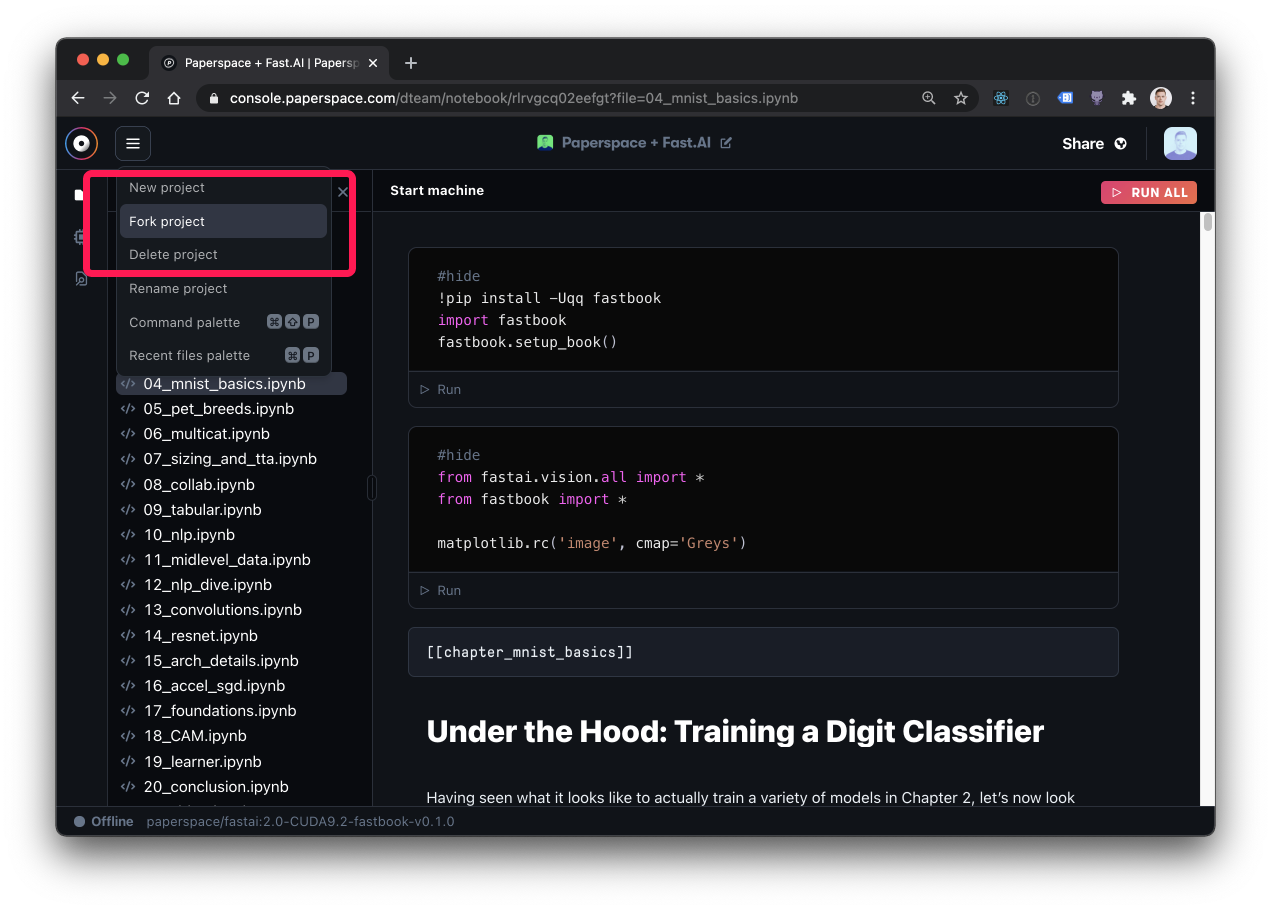 Paperspace + Fast.AI | Papersp
console.paperspace.com/dteam/notebook/rlrvgcq02eefgt?file=04_mnist_basics.ipynb
Paperspace + Fast.AI
Share
New project
Fork project
Delete project
Rename project
Command palette ⌘ ⇧ P
Recent files palette ⌘ P
04_mnist_basics.ipynb
05_pet_breeds.ipynb
06_multicat.ipynb
07_sizing_and_tta.ipynb
08_collab.ipynb
09_tabular.ipynb
10_nlp.ipynb
11_midlevel_data.ipynb
12_nlp_dive.ipynb
13_convolutions.ipynb
14_resnet.ipynb
15_arch_details.ipynb
16_accel_sgd.ipynb
17_foundations.ipynb
18_CAM.ipynb
19_learner.ipynb
20_conclusion.ipynb
Start machine
RUN ALL
#hide
!pip install -Uqq fastbook
import fastbook
fastbook.setup_book()
Run
#hide
from fastai.vision.all import *
from fastbook import *
matplotlib.rc('image', cmap='Greys')
Run
[[chapter_mnist_basics]]
Under the Hood: Training a Digit Classifier
Having seen what it looks like to actually train a variety of models in Chapter 2, let's now look
Offline
paperspace/fastai:2.0-CUDA9.2-fastbook-v0.1.0